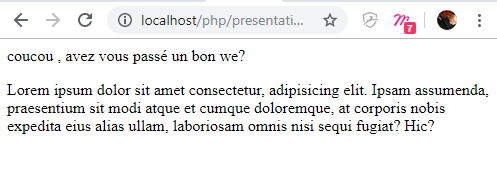 localhost/php/presentati...
7
coucou , avez vous passé un bon we?
Lorem ipsum dolor sit amet consectetur, adipisicing elit. Ipsam assumenda,
praesentium sit modi atque et cumque doloremque, at corporis nobis
expedita eius alias ullam, laboriosam omnis nisi sequi fugiat? Hic?